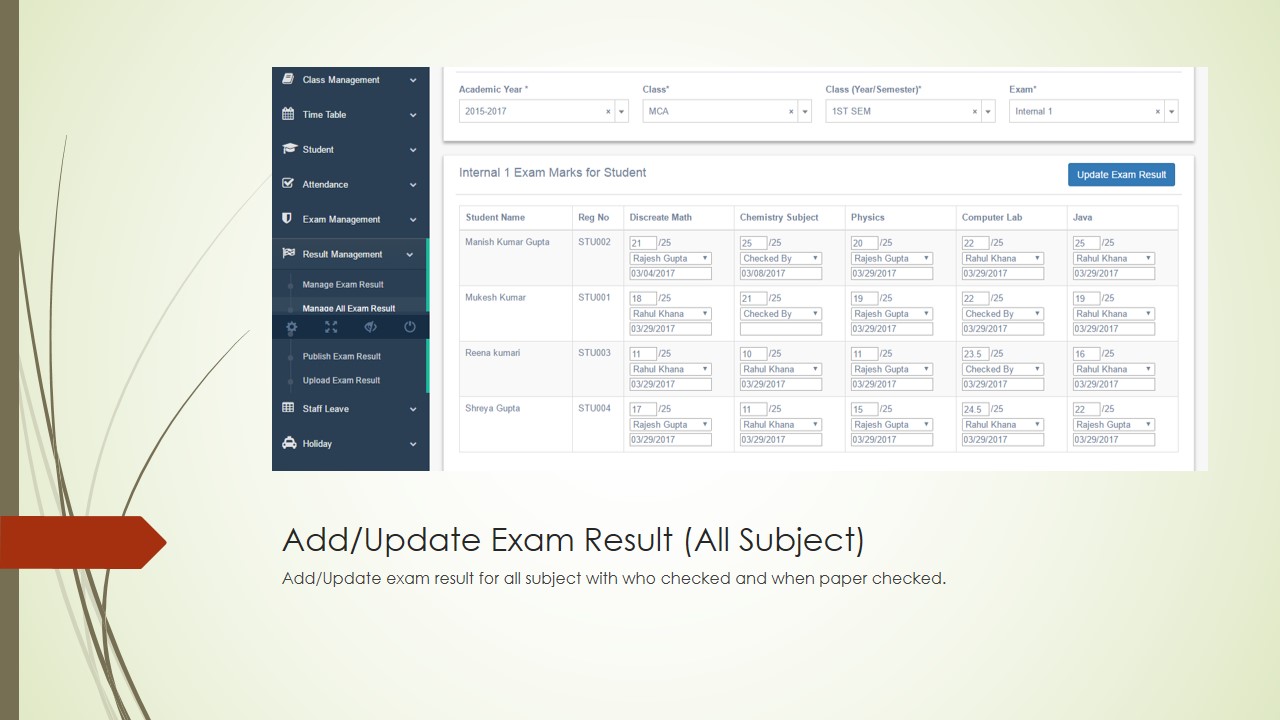 Class Management
Time Table
Student
Attendance
Exam Management
Result Management
Manage Exam Result
Manage All Exam Result
Publish Exam Result
Upload Exam Result
Staff Leave
Holiday
Academic Year * Class* Class (Year/Semester)* Exam*
2015-2017 × MCA × 1ST SEM × Internal 1 ×
Internal 1 Exam Marks for Student Update Exam Result
Student Name Reg No Discreate Math Chemistry Subject Physics Computer Lab Java
Manish Kumar Gupta STU002 21 /25 25 /25 20 /25 22 /25 25 /25
Rajesh Gupta Checked By Rajesh Gupta Rahul Khana Rahul Khana
03/04/2017 03/08/2017 03/29/2017 03/29/2017 03/29/2017
Mukesh Kumar STU001 18 /25 21 /25 19 /25 22 /25 19 /25
Rahul Khana Checked By Rajesh Gupta Checked By Rahul Khana
03/29/2017 03/29/2017 03/29/2017 03/29/2017
Reena kumari STU003 11 /25 10 /25 11 /25 23.5 /25 16 /25
Rahul Khana Rahul Khana Rajesh Gupta Checked By Rahul Khana
03/29/2017 03/29/2017 03/29/2017 03/29/2017 03/29/2017
Shreya Gupta STU004 17 /25 11 /25 15 /25 24.5 /25 22 /25
Rajesh Gupta Rahul Khana Rajesh Gupta Rahul Khana Rajesh Gupta
03/29/2017 03/29/2017 03/29/2017 03/29/2017 03/29/2017
Add/Update Exam Result (All Subject)
Add/Update exam result for all subject with who checked and when paper checked.